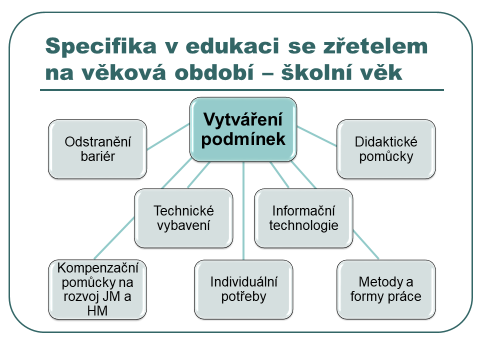 Specifika v edukaci se zřetelem
na věková období – školní věk
Vytváření
podmínek
Odstranění
bariér
Didaktické
pomůcky
Technické
vybavení
Informační
technologie
Kompenzační
pomůcky na
rozvoj JM a
HM
Individuální
potřeby
Metody a
formy práce